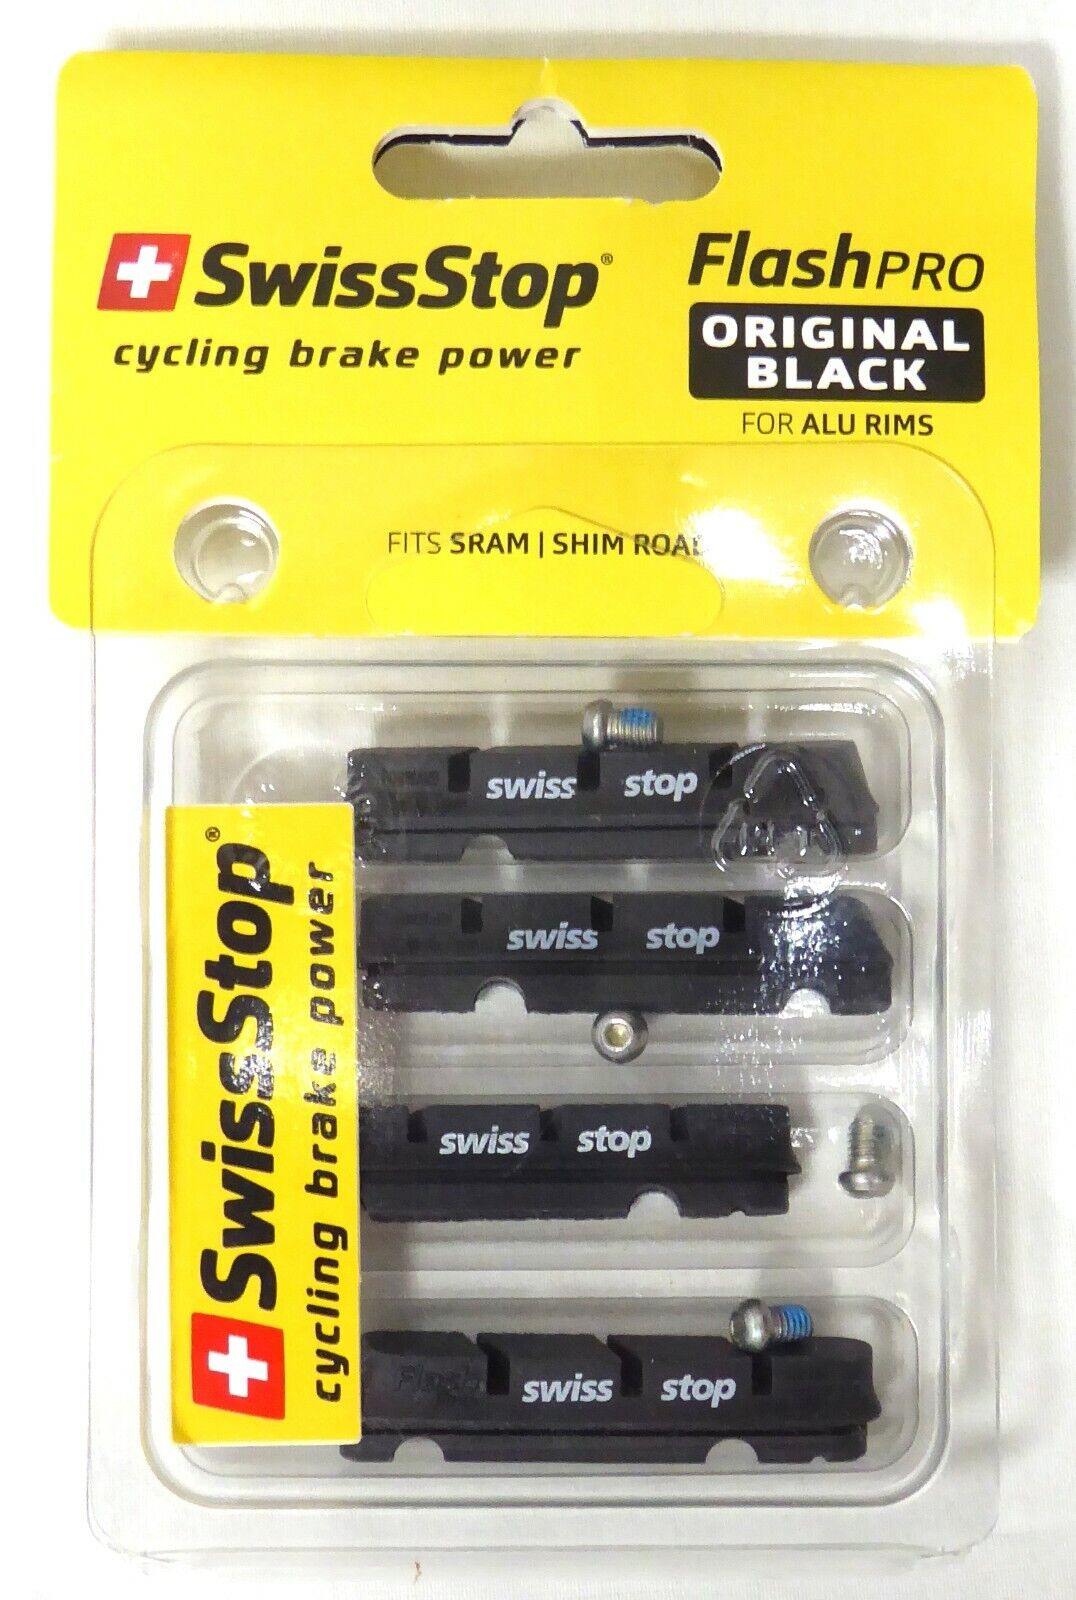 SwissStop®
cycling brake power
FlashPRO
ORIGINAL
BLACK
FOR ALU RIMS
FITS SRAM | SHIM ROAD
swiss stop
swiss stop
swiss stop
Flash swiss stop
SwissStop®
cycling brake power